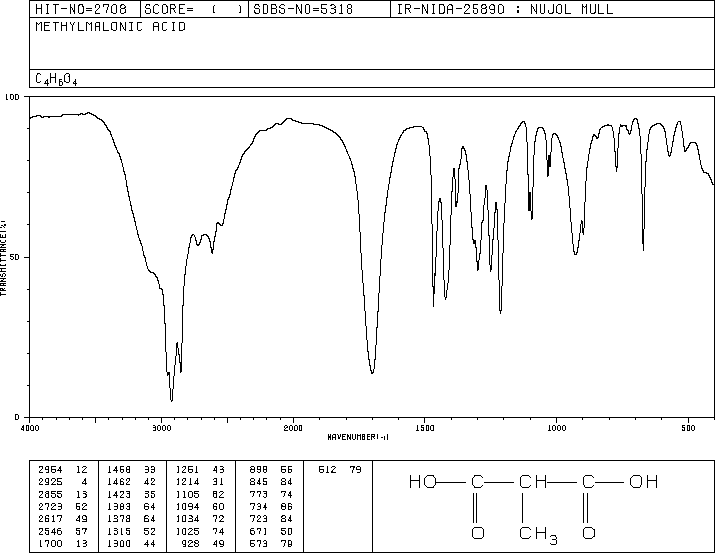 HIT-NO=2708 SCORE= ( ) SDBS-NO=5318 IR-NIDA-25890 : NUJOL MULL
METHYLMALONIC ACID
C4H6O4
100
50
0
TRANSMITTANCE(%)
4000 3000 2000 1500 1000 500
WAVENUMBER(-1)
2954 12 1468 33 1251 43 898 55 512 79
2925 4 1462 42 1214 31 845 84
2855 13 1423 35 1105 62 773 74
2723 52 1383 64 1094 60 734 86
2617 49 1378 64 1034 72 723 84
2546 57 1315 52 1025 74 671 50
1700 13 1300 44 928 49 573 79
HO C CH C OH
O CH3 O